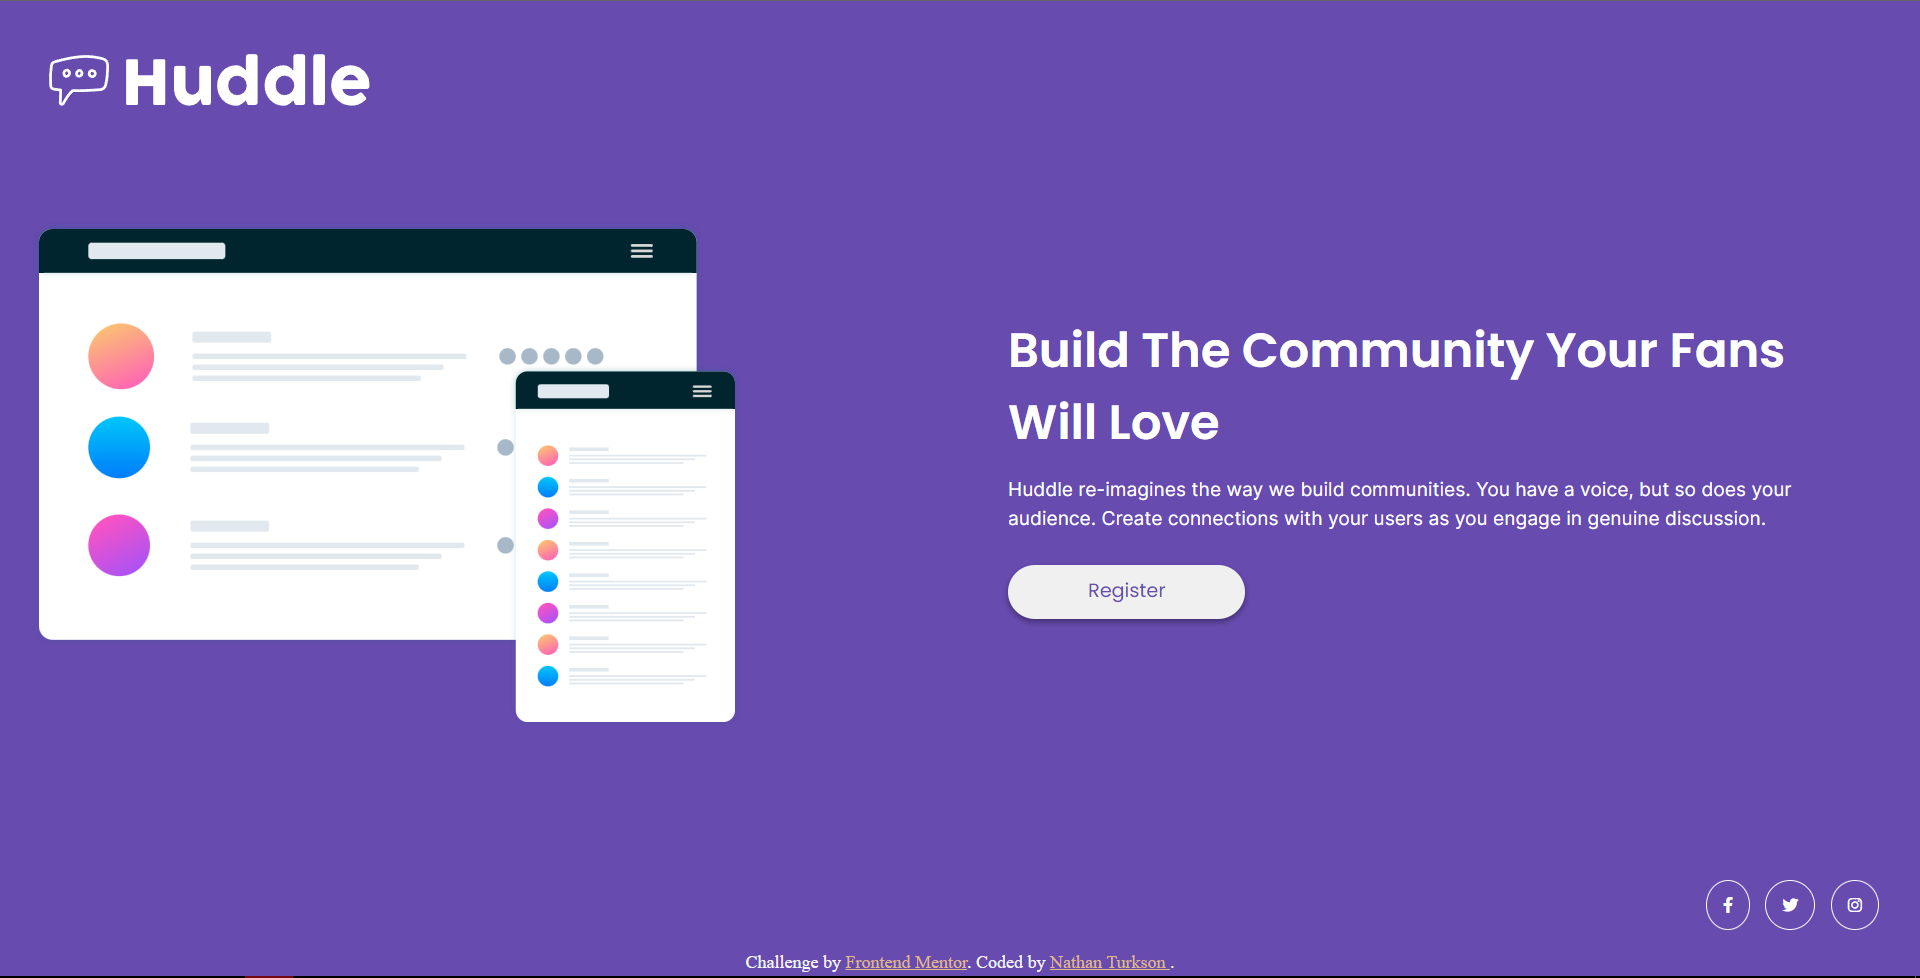 Huddle
Build The Community Your Fans
Will Love
Huddle re-imagines the way we build communities. You have a voice, but so does your
audience. Create connections with your users as you engage in genuine discussion.
Register
Challenge by Frontend Mentor. Coded by Nathan Turkson .